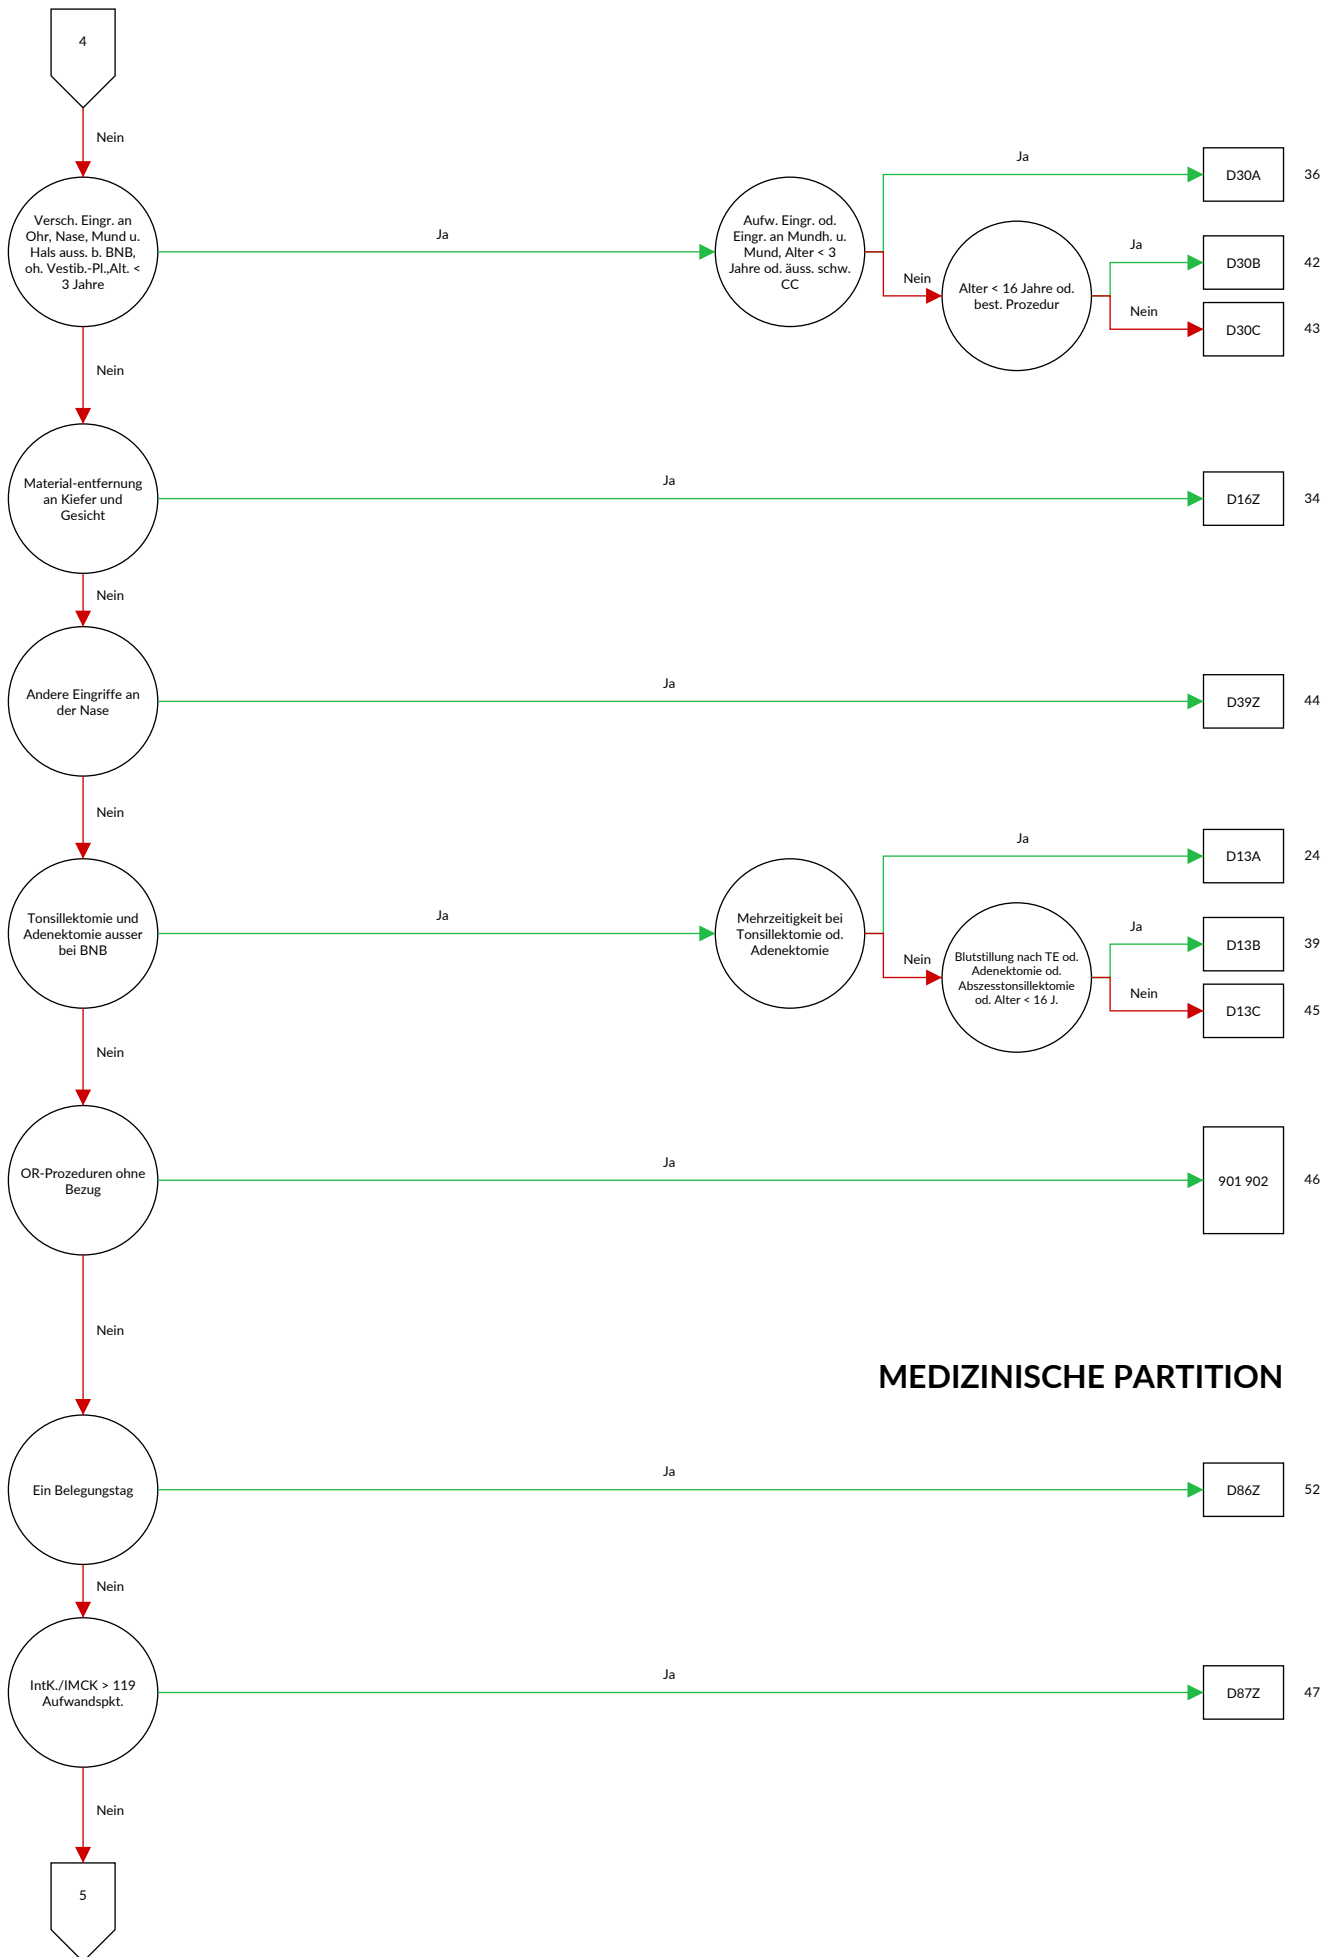 4
Nein
Versch. Eingr. an
Ohr, Nase, Mund u.
Hals auss. b. BNB,
oh. Vestib.-Pl.,Alt. <
3 Jahre
Ja
Aufw. Eingr. od.
Eingr. an Mundh. u.
Mund, Alter < 3
Jahre od. äuss. schw.
CC
Ja
D30A
36
Nein
Alter < 16 Jahre od.
best. Prozedur
Ja
D30B
42
Nein
D30C
43
Nein
Material-entfernung
an Kiefer und
Gesicht
Ja
D16Z
34
Nein
Andere Eingriffe an
der Nase
Ja
D39Z
44
Nein
Tonsillektomie und
Adenektomie ausser
bei BNB
Ja
Mehrzeitigkeit bei
Tonsillektomie od.
Adenektomie
Ja
D13A
24
Nein
Blutstillung nach TE od.
Adenektomie od.
Abszesstonsillektomie
od. Alter < 16 J.
Ja
D13B
39
Nein
D13C
45
Nein
OR-Prozeduren ohne
Bezug
Ja
901 902
46
Nein
MEDIZINISCHE PARTITION
Ein Belegungstag
Ja
D86Z
52
Nein
IntK./IMCK > 119
Aufwandspkt.
Ja
D87Z
47
Nein
5